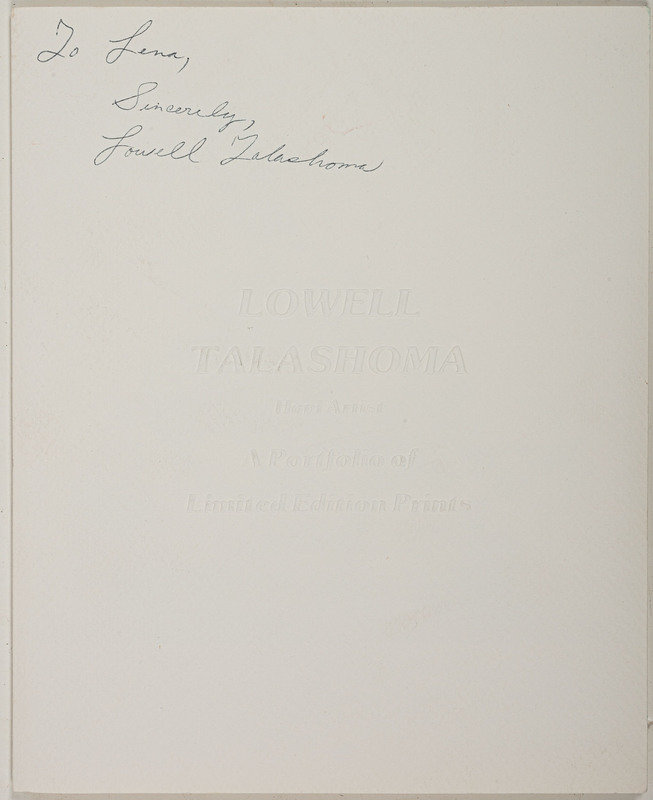 To Lena,
Sincerely,
Lowell Talashoma
LOWELL
TALASHOMA
Hopi Artist
A Portfolio of
Limited Edition Prints